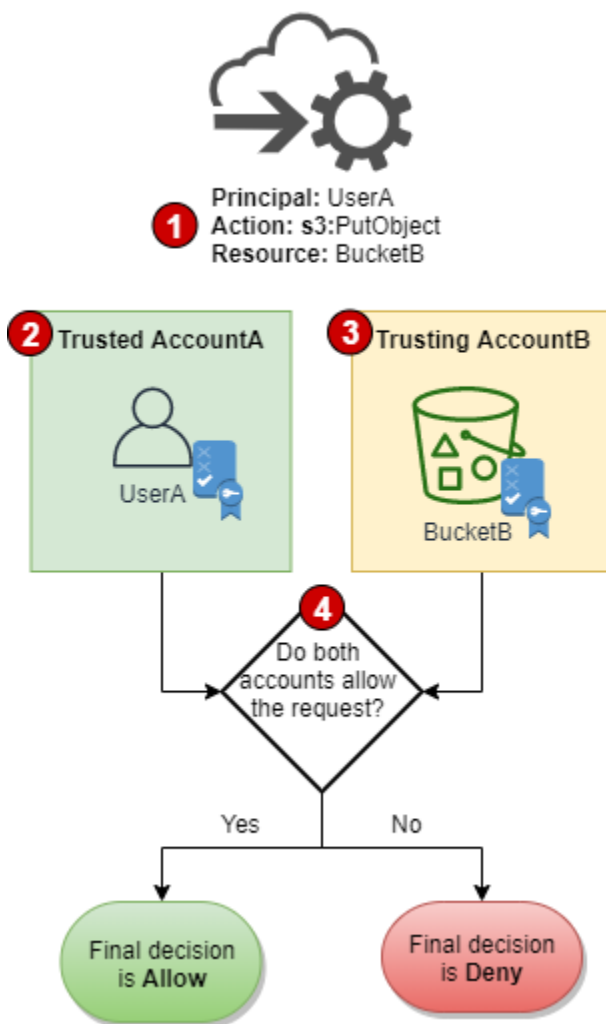 Principal: UserA
1
Action: s3:PutObject
Resource: BucketB
2
Trusted AccountA
3
Trusting AccountB
UserA
BucketB
4
Do both
accounts allow
the request?
Yes
No
Final decision
is Allow
Final decision
is Deny